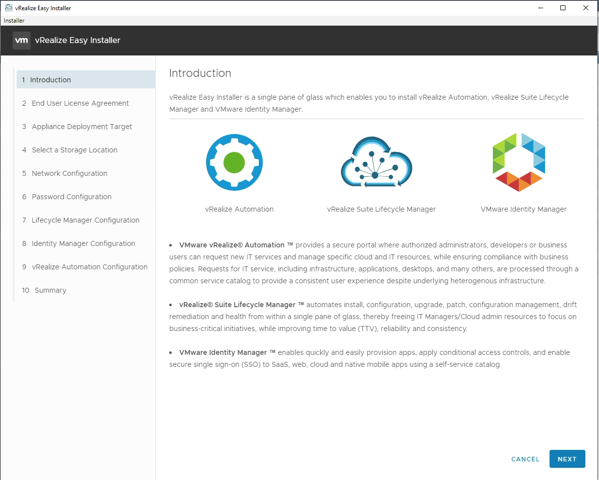 vRealize Easy Installer
Installer
vm vRealize Easy Installer
1 Introduction
2 End User License Agreement
3 Appliance Deployment Target
4 Select a Storage Location
5 Network Configuration
6 Password Configuration
7 Lifecycle Manager Configuration
8 Identity Manager Configuration
9 vRealize Automation Configuration
10 Summary
Introduction
vRealize Easy Installer is a single pane of glass which enables you to install vRealize Automation, vRealize Suite Lifecycle
Manager and VMware Identity Manager.
vRealize Automation
vRealize Suite Lifecycle Manager
VMware Identity Manager
• VMware vRealize® Automation ™ provides a secure portal where authorized administrators, developers or business
users can request new IT services and manage specific cloud and IT resources, while ensuring compliance with business
policies. Requests for IT service, including infrastructure, applications, desktops, and many others, are processed through a
common service catalog to provide a consistent user experience despite underlying heterogenous infrastructure.
• vRealize® Suite Lifecycle Manager ™ automates install, configuration, upgrade, patch, configuration management, drift
remediation and health from within a single pane of glass, thereby freeing IT Managers/Cloud admin resources to focus on
business-critical initiatives, while improving time to value (TTV), reliability and consistency.
• VMware Identity Manager ™ enables quickly and easily provision apps, apply conditional access controls, and enable
secure single sign-on (SSO) to SaaS, web, cloud and native mobile apps using a self-service catalog.
CANCEL
NEXT